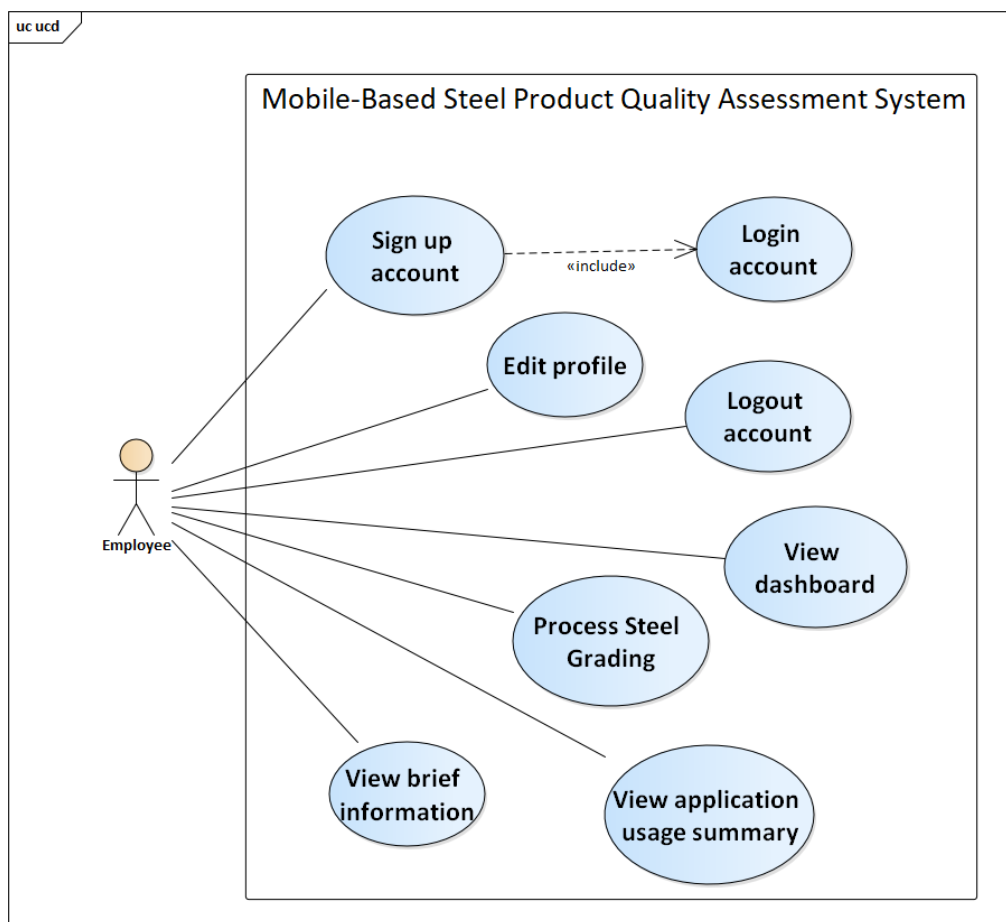 uc ucd
Mobile-Based Steel Product Quality Assessment System
Sign up
account
Login
account
«include»
Edit profile
Logout
account
Employee
View
dashboard
Process Steel
Grading
View brief
information
View application
usage summary